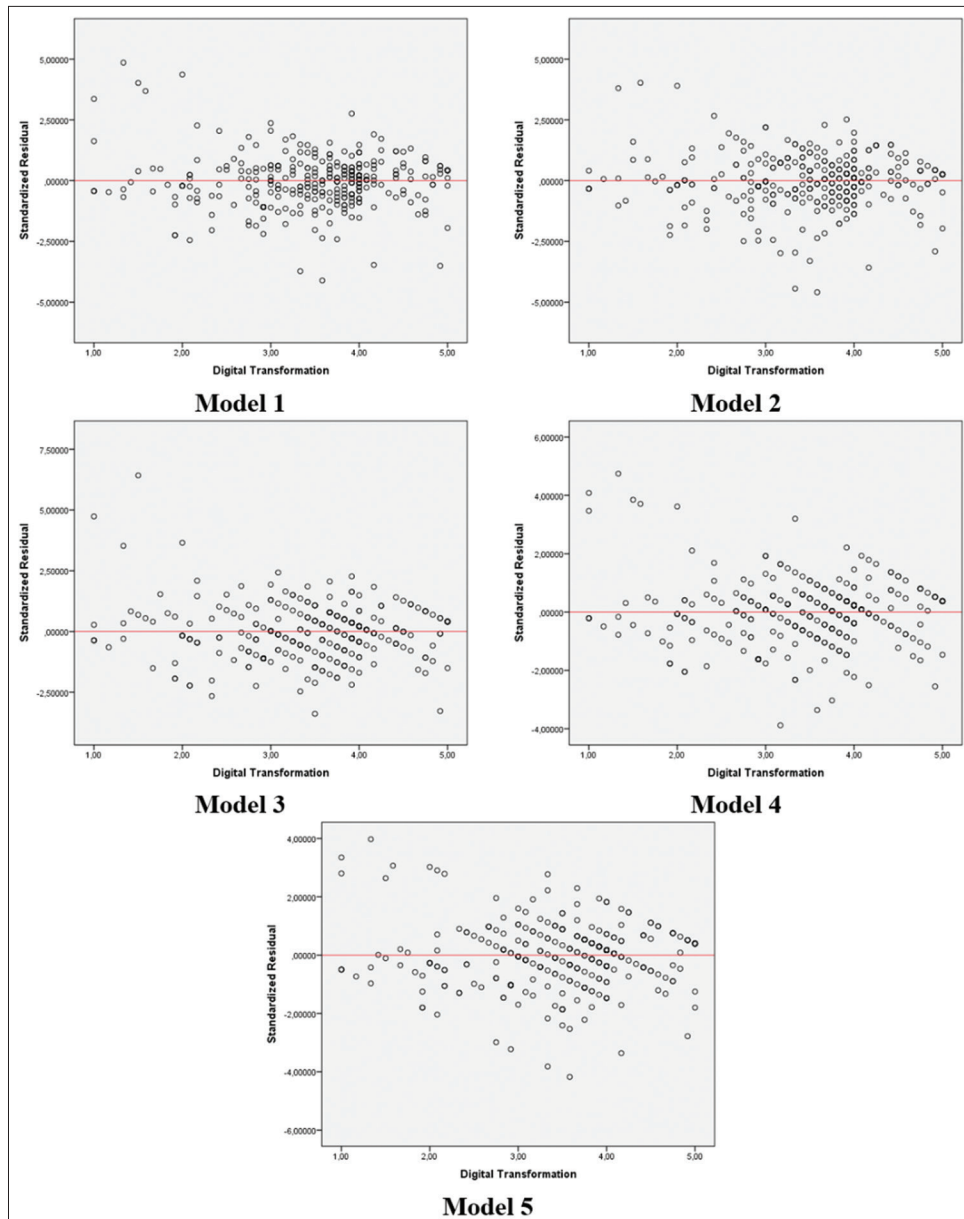 5,00000
2,50000
,00000
-2,50000
-5,00000
Standardized Residual
1,00 2,00 3,00 4,00 5,00
Digital Transformation
Model 1
5,00000
2,50000
,00000
-2,50000
-5,00000
Standardized Residual
1,00 2,00 3,00 4,00 5,00
Digital Transformation
Model 2
7,50000
5,00000
2,50000
,00000
-2,50000
Standardized Residual
1,00 2,00 3,00 4,00 5,00
Digital Transformation
Model 3
6,00000
4,00000
2,00000
,00000
-2,00000
-4,00000
Standardized Residual
1,00 2,00 3,00 4,00 5,00
Digital Transformation
Model 4
4,00000
2,00000
,00000
-2,00000
-4,00000
-6,00000
Standardized Residual
1,00 2,00 3,00 4,00 5,00
Digital Transformation
Model 5